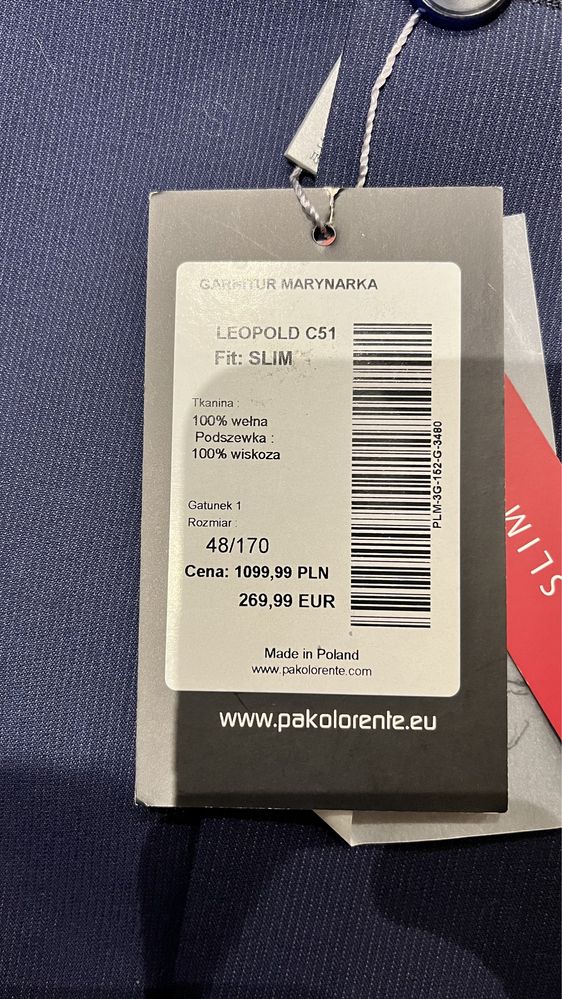 GARNITUR MARYNARKA
LEOPOLD C51
Fit: SLIM
Tkanina :
100% wełna
Podszewka :
100% wiskoza
Gatunek 1
Rozmiar :
48/170
Cena: 1099,99 PLN
269,99 EUR
PLM-3G-152-G-3480
Made in Poland
www.pakolorente.com
www.pakolorente.eu
SLIM